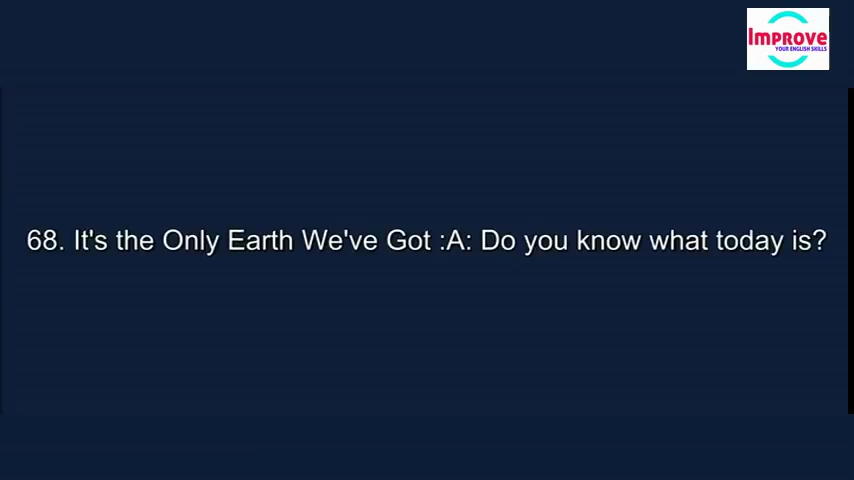 Improve
YOUR ENGLISH SKILLS
68. It's the Only Earth We've Got :A: Do you know what today is?